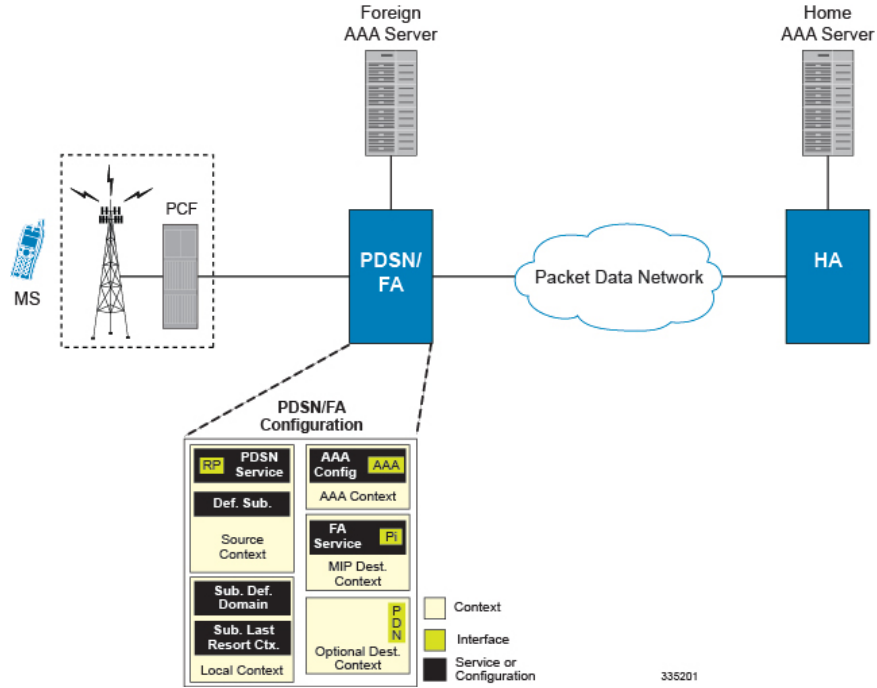 Foreign
AAA Server
Home
AAA Server
PCF
MS
PDSN/
FA
Packet Data Network
HA
PDSN/FA
Configuration
RP
PDSN
Service
Def. Sub.
Source
Context
AAA
Config
AAA
AAA Context
FA
Service
Pi
MIP Dest.
Context
Sub. Def.
Domain
Sub. Last
Resort Ctx.
Local Context
P
D
N
Optional Dest.
Context
Context
Interface
Service or
Configuration
335201